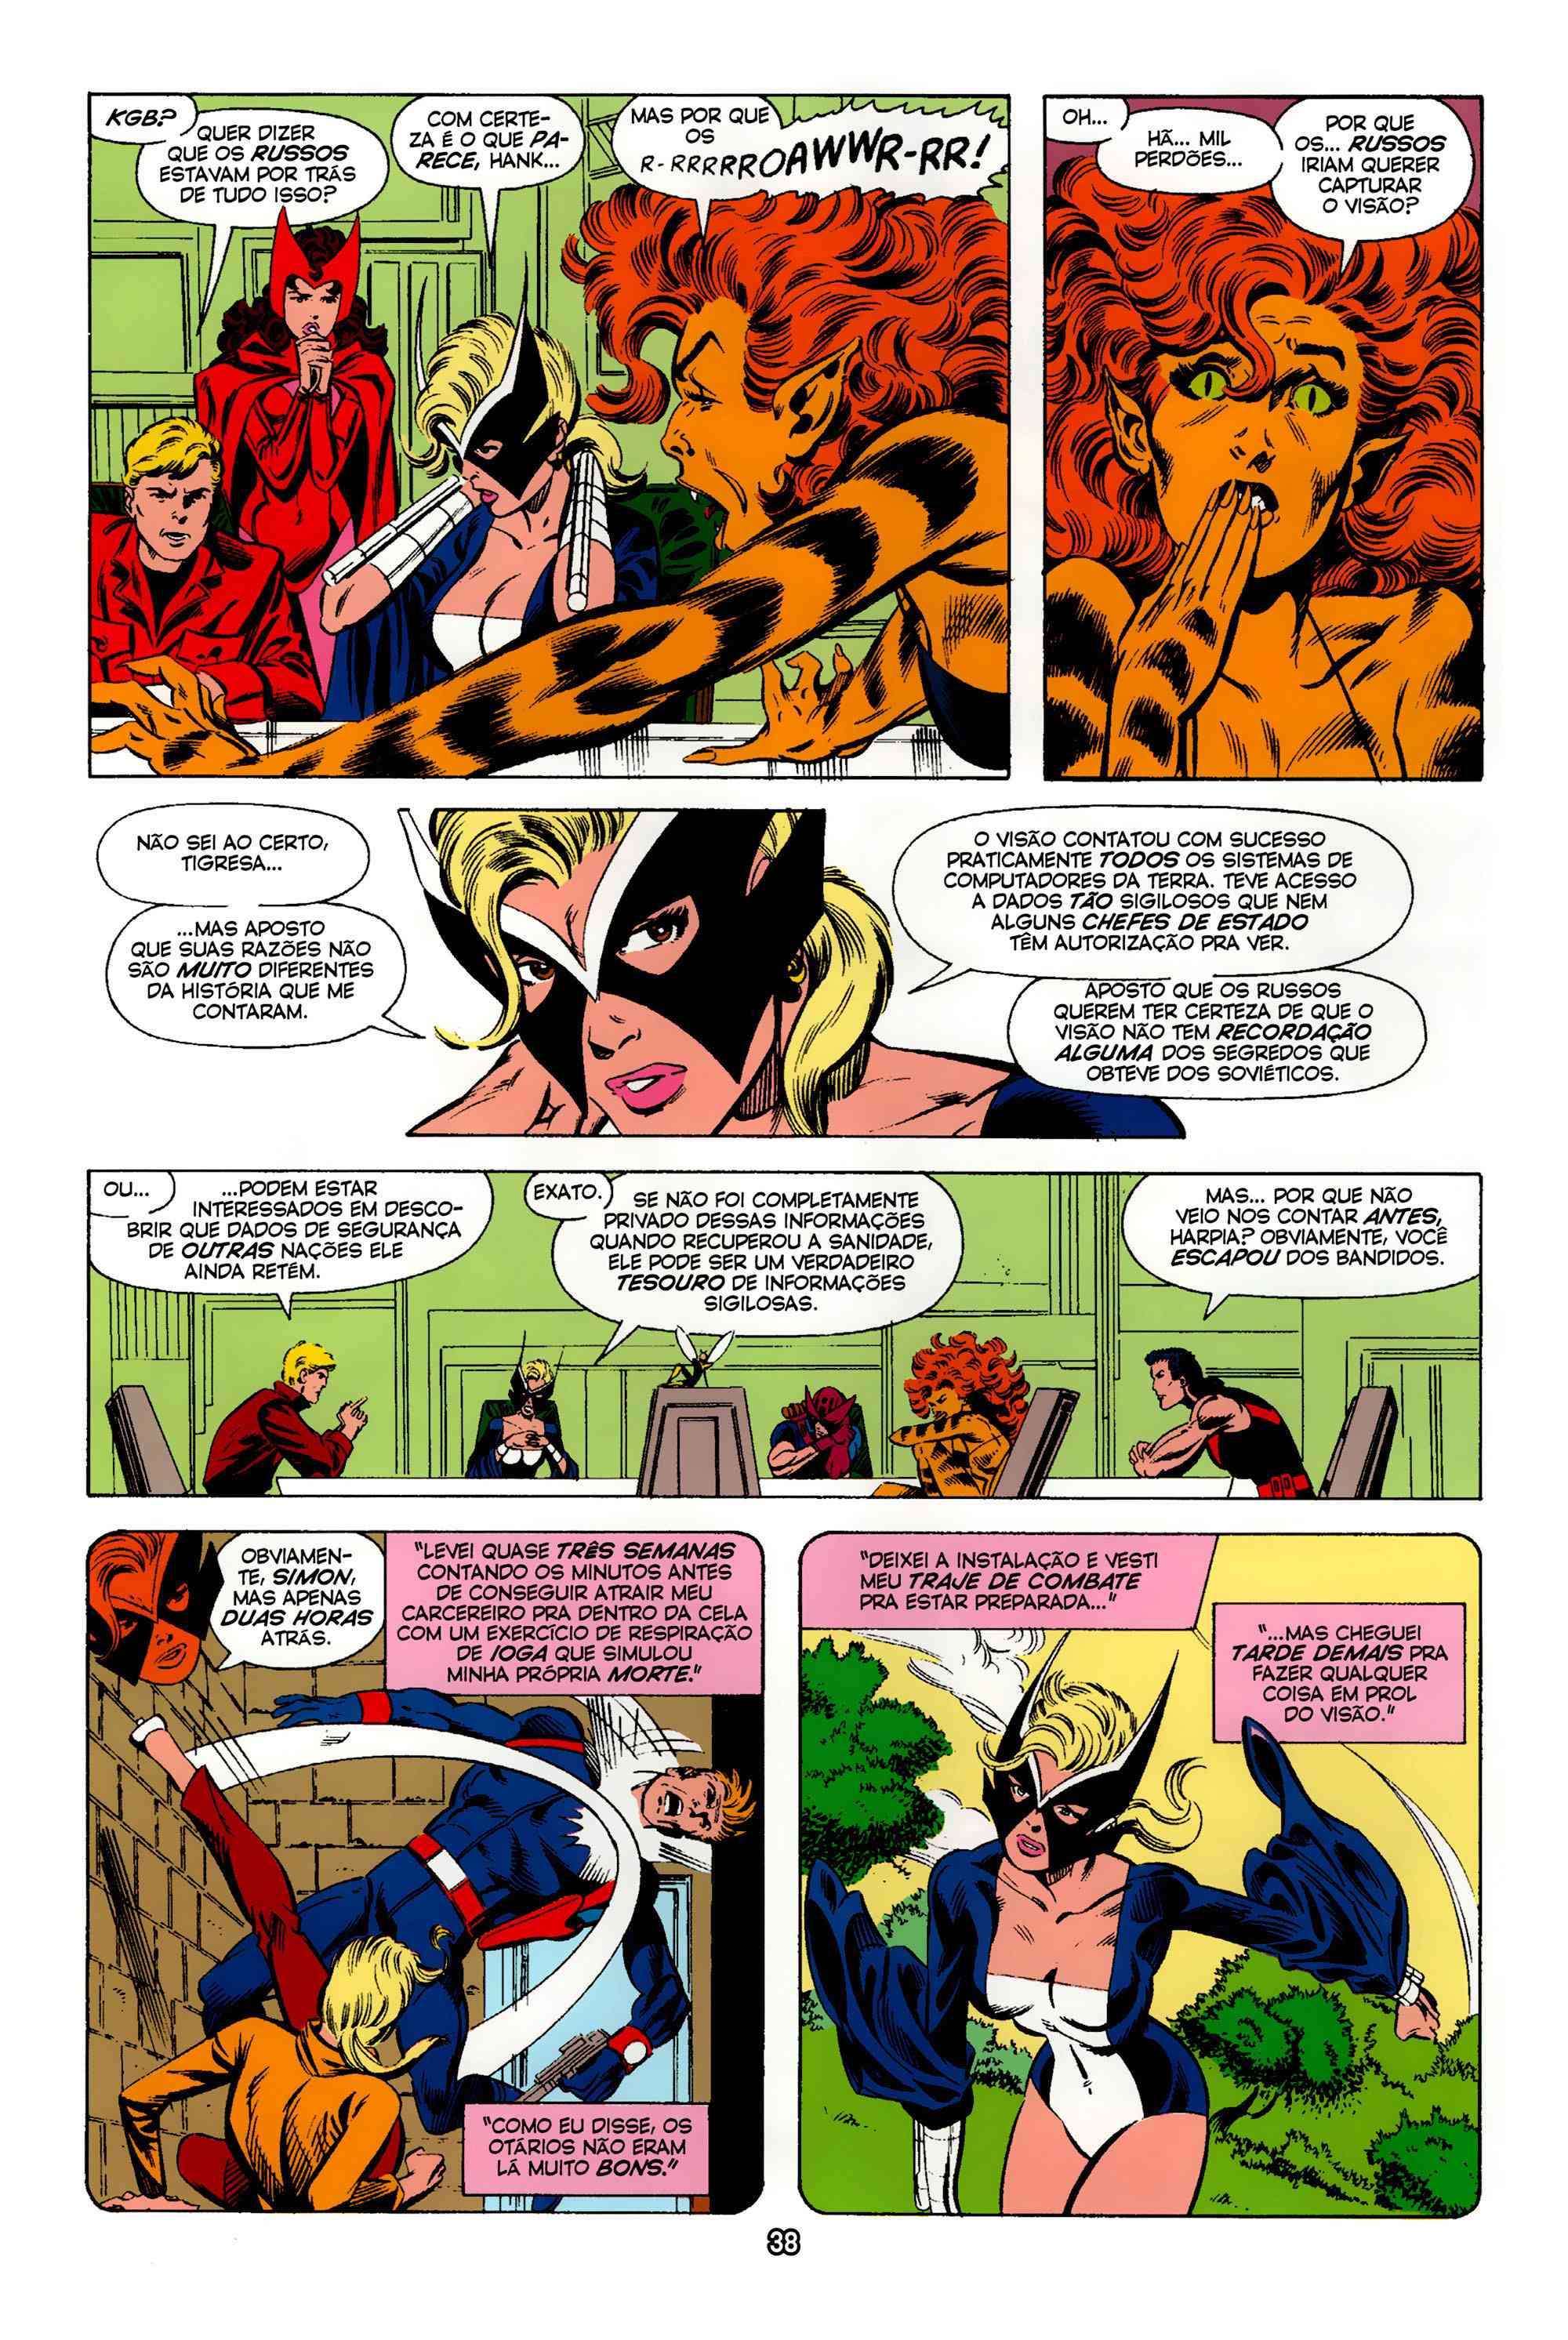 KGB?
QUER DIZER
QUE OS RUSSOS
ESTAVAM POR TRÁS
DE TUDO ISSO?
COM CERTE-
ZA É O QUE PA-
RECE, HANK...
MAS POR QUE
OS
R-RRRRROAWWR-RR!
OH...
HÃ... MIL
PERDÕES...
POR QUE
OS... RUSSOS
IRIAM QUERER
CAPTURAR
O VISÃO?
NÃO SEI AO CERTO,
TIGRESA...
...MAS APOSTO
QUE SUAS RAZÕES NÃO
SÃO MUITO DIFERENTES
DA HISTÓRIA QUE ME
CONTARAM.
O VISÃO CONTATOU COM SUCESSO
PRATICAMENTE TODOS OS SISTEMAS DE
COMPUTADORES DA TERRA. TEVE ACESSO
A DADOS TÃO SIGILOSOS QUE NEM
ALGUNS CHEFES DE ESTADO
TÊM AUTORIZAÇÃO PRA VER.
APOSTO QUE OS RUSSOS
QUEREM TER CERTEZA DE QUE O
VISÃO NÃO TEM RECORDAÇÃO
ALGUMA DOS SEGREDOS QUE
OBTEVE DOS SOVIÉTICOS.
OU...
...PODEM ESTAR
INTERESSADOS EM DESCO-
BRIR QUE DADOS DE SEGURANÇA
DE OUTRAS NAÇÕES ELE
AINDA RETÉM.
EXATO.
SE NÃO FOI COMPLETAMENTE
PRIVADO DESSAS INFORMAÇÕES
QUANDO RECUPEROU A SANIDADE,
ELE PODE SER UM VERDADEIRO
TESOURO DE INFORMAÇÕES
SIGILOSAS.
MAS... POR QUE NÃO
VEIO NOS CONTAR ANTES,
HARPIA? OBVIAMENTE, VOCÊ
ESCAPOU DOS BANDIDOS.
OBVIAMEN-
TE, SIMON,
MAS APENAS
DUAS HORAS
ATRÁS.
"LEVEI QUASE TRÊS SEMANAS
CONTANDO OS MINUTOS ANTES
DE CONSEGUIR ATRAIR MEU
CARCEREIRO PRA DENTRO DA CELA
COM UM EXERCÍCIO DE RESPIRAÇÃO
DE IOGA QUE SIMULOU
MINHA PRÓPRIA MORTE."
"COMO EU DISSE, OS
OTÁRIOS NÃO ERAM
LÁ MUITO BONS."
"DEIXEI A INSTALAÇÃO E VESTI
MEU TRAJE DE COMBATE
PRA ESTAR PREPARADA..."
"...MAS CHEGUEI
TARDE DEMAIS PRA
FAZER QUALQUER
COISA EM PROL
DO VISÃO."
38